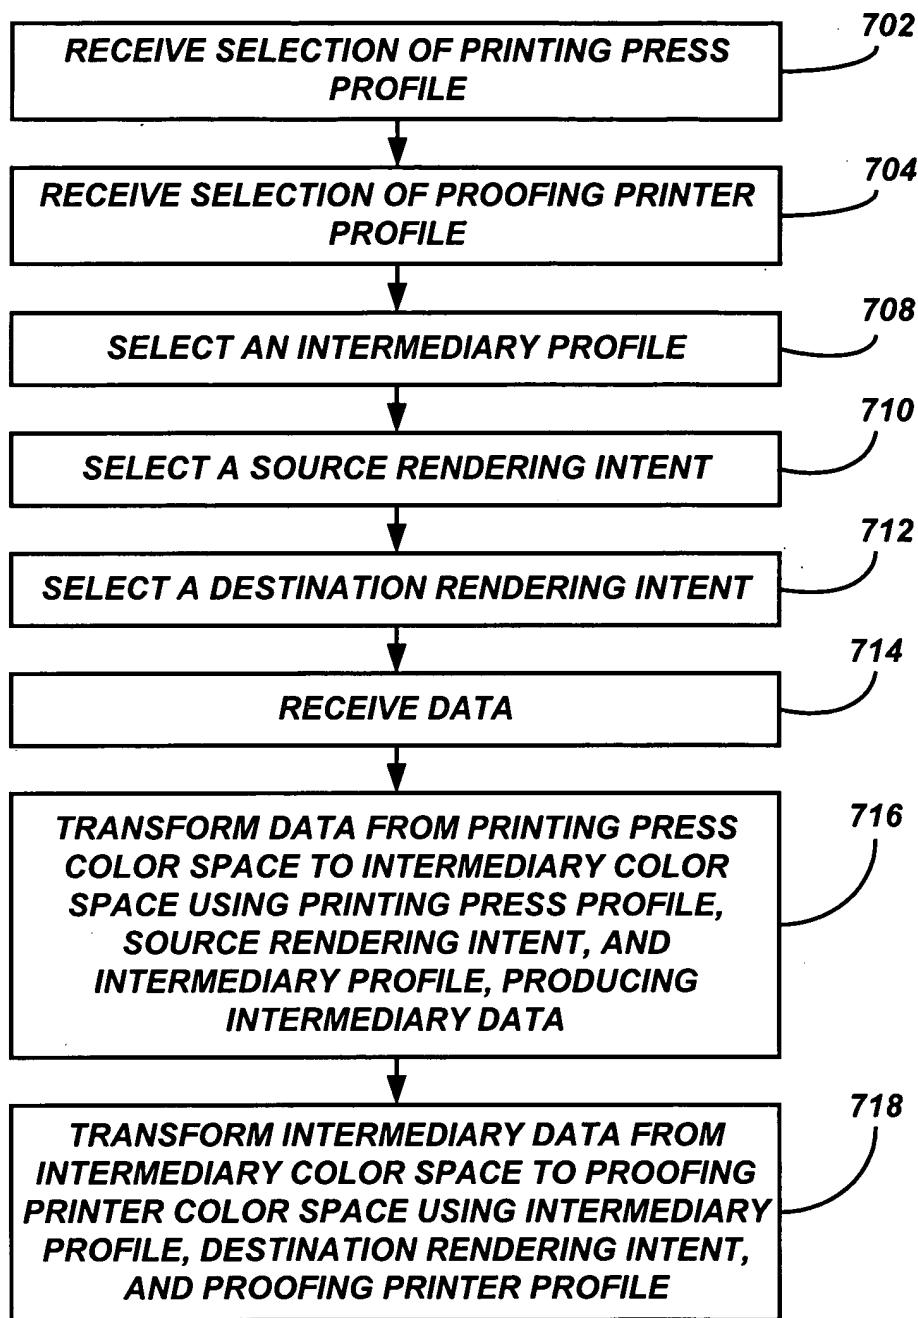 702
RECEIVE SELECTION OF PRINTING PRESS
PROFILE
704
RECEIVE SELECTION OF PROOFING PRINTER
PROFILE
708
SELECT AN INTERMEDIARY PROFILE
710
SELECT A SOURCE RENDERING INTENT
712
SELECT A DESTINATION RENDERING INTENT
714
RECEIVE DATA
716
TRANSFORM DATA FROM PRINTING PRESS
COLOR SPACE TO INTERMEDIARY COLOR
SPACE USING PRINTING PRESS PROFILE,
SOURCE RENDERING INTENT, AND
INTERMEDIARY PROFILE, PRODUCING
INTERMEDIARY DATA
718
TRANSFORM INTERMEDIARY DATA FROM
INTERMEDIARY COLOR SPACE TO PROOFING
PRINTER COLOR SPACE USING INTERMEDIARY
PROFILE, DESTINATION RENDERING INTENT,
AND PROOFING PRINTER PROFILE